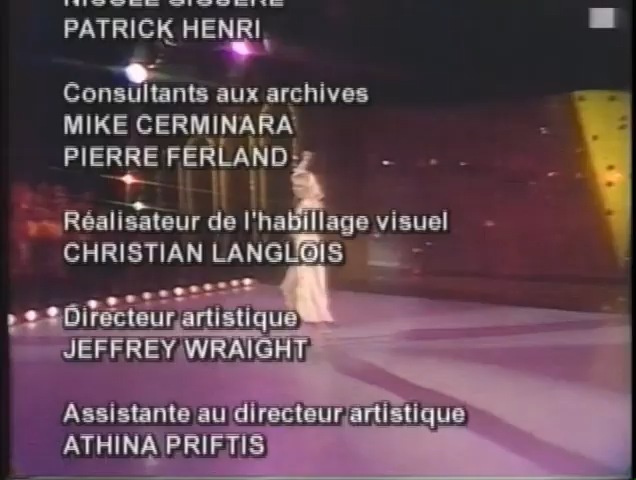 PATRICK HENRI
Consultants aux archives
MIKE CERMINARA
PIERRE FERLAND
Réalisateur de l'habillage visuel
CHRISTIAN LANGLOIS
Directeur artistique
JEFFREY WRAIGHT
Assistante au directeur artistique
ATHINA PRIFTIS